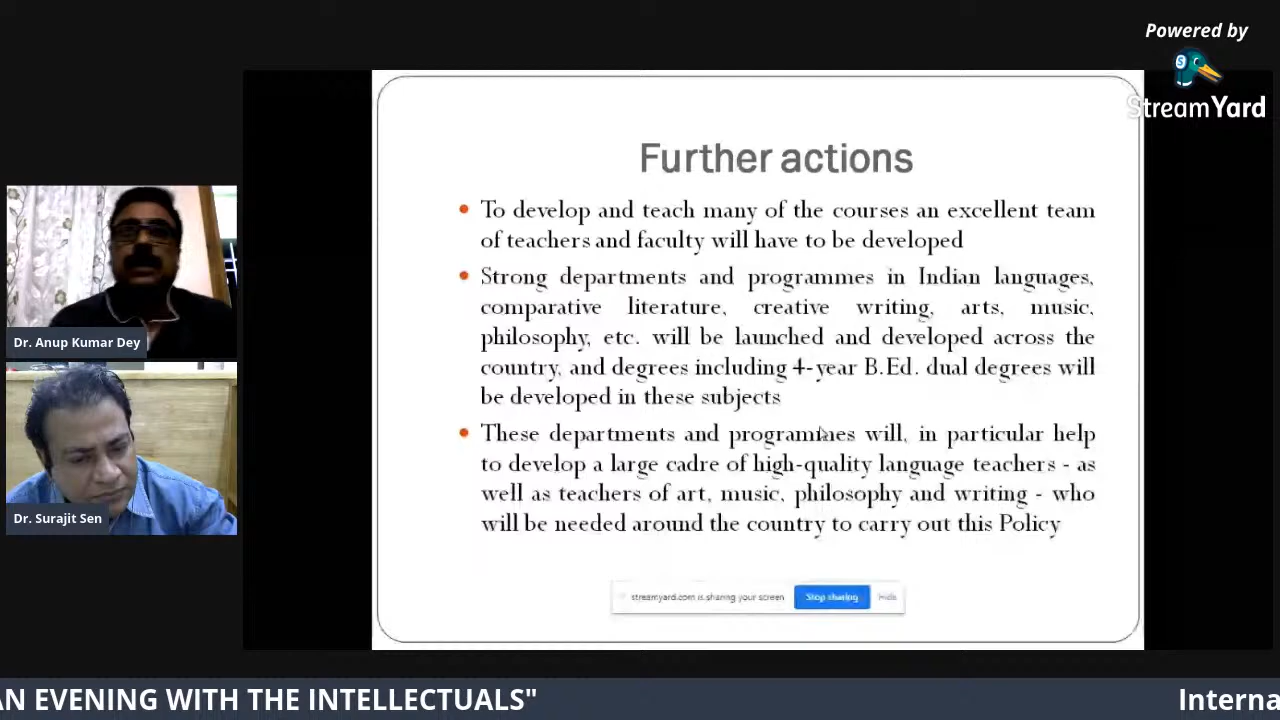 Powered by
StreamYard
Further actions
• To develop and teach many of the courses an excellent team
of teachers and faculty will have to be developed
• Strong departments and programmes in Indian languages,
comparative literature, creative writing, arts, music,
philosophy, etc. will be launched and developed across the
country, and degrees including 4-year B.Ed. dual degrees will
be developed in these subjects
• These departments and programmes will, in particular help
to develop a large cadre of high-quality language teachers - as
well as teachers of art, music, philosophy and writing - who
will be needed around the country to carry out this Policy
streamyard.com is sharing your screen Stop sharing Hide
Dr. Anup Kumar Dey
Dr. Surajit Sen
AN EVENING WITH THE INTELLECTUALS" Interna